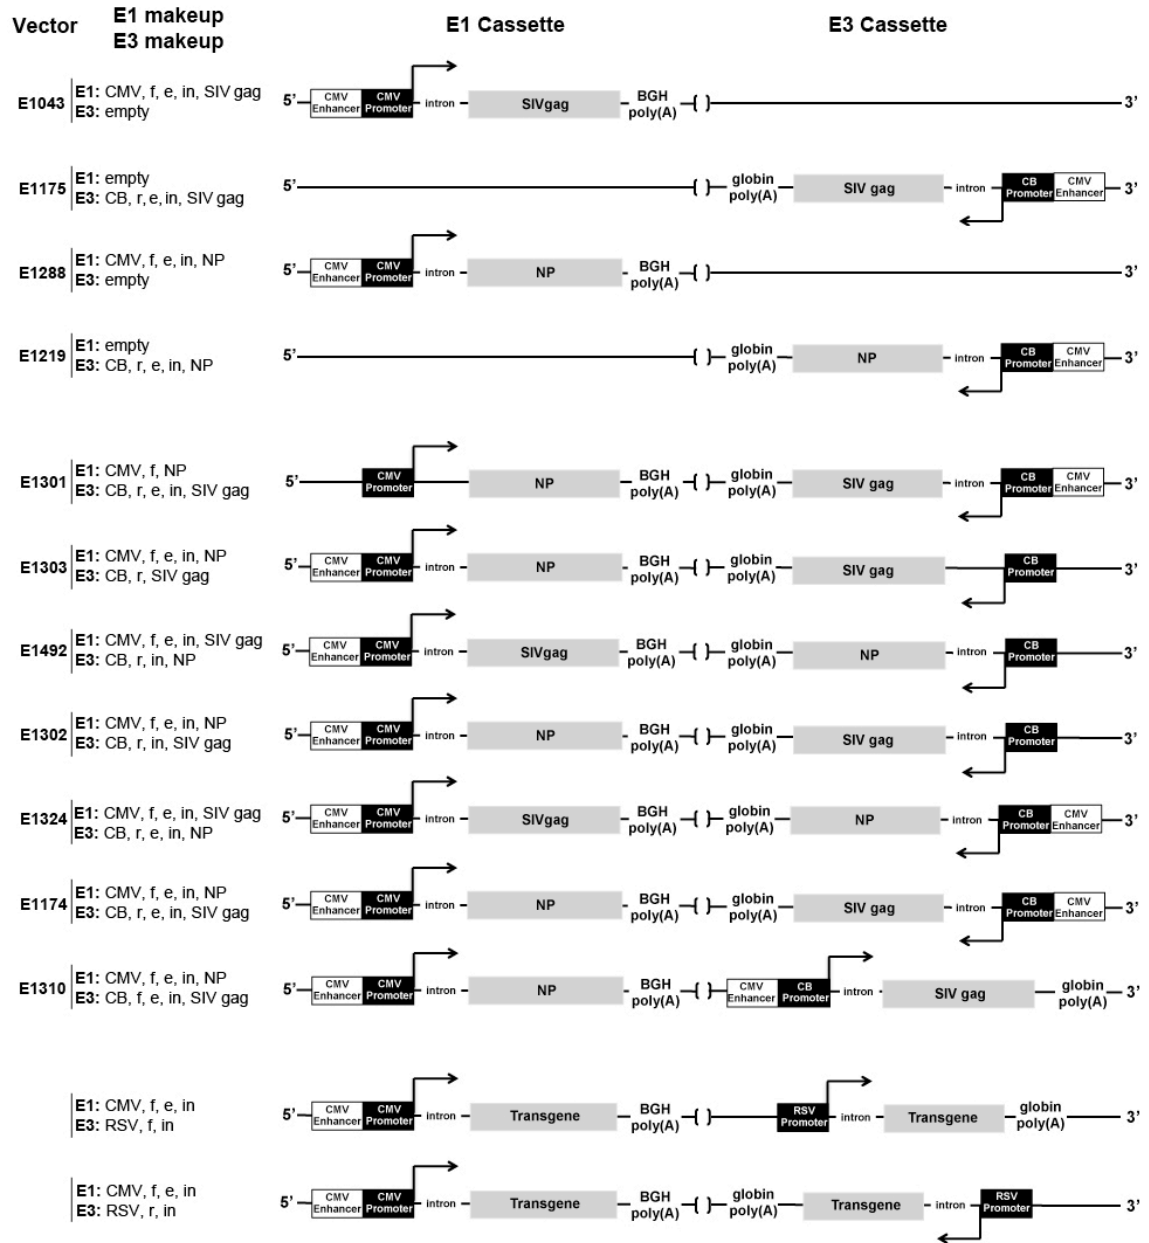 Vector E1 makeup E1 Cassette E3 Cassette
E3 makeup
E1043 E1: CMV, f, e, in, SIV gag 5' CMV Enhancer CMV Promoter intron SIVgag BGH poly(A) { } 3'
E3: empty
E1175 E1: empty 5' { } globin poly(A) SIV gag intron CB Promoter CMV Enhancer 3'
E3: CB, r, e, in, SIV gag
E1288 E1: CMV, f, e, in, NP 5' CMV Enhancer CMV Promoter intron NP BGH poly(A) { } 3'
E3: empty
E1219 E1: empty 5' { } globin poly(A) NP intron CB Promoter CMV Enhancer 3'
E3: CB, r, e, in, NP
E1301 E1: CMV, f, NP 5' CMV Promoter NP BGH poly(A) { } globin poly(A) SIV gag intron CB Promoter CMV Enhancer 3'
E3: CB, r, e, in, SIV gag
E1303 E1: CMV, f, e, in, NP 5' CMV Enhancer CMV Promoter intron NP BGH poly(A) { } globin poly(A) SIV gag CB Promoter 3'
E3: CB, r, SIV gag
E1492 E1: CMV, f, e, in, SIV gag 5' CMV Enhancer CMV Promoter intron SIVgag BGH poly(A) { } globin poly(A) NP intron CB Promoter 3'
E3: CB, r, in, NP
E1302 E1: CMV, f, e, in, NP 5' CMV Enhancer CMV Promoter intron NP BGH poly(A) { } globin poly(A) SIV gag intron CB Promoter 3'
E3: CB, r, in, SIV gag
E1324 E1: CMV, f, e, in, SIV gag 5' CMV Enhancer CMV Promoter intron SIVgag BGH poly(A) { } globin poly(A) NP intron CB Promoter CMV Enhancer 3'
E3: CB, r, e, in, NP
E1174 E1: CMV, f, e, in, NP 5' CMV Enhancer CMV Promoter intron NP BGH poly(A) { } globin poly(A) SIV gag intron CB Promoter CMV Enhancer 3'
E3: CB, r, e, in, SIV gag
E1310 E1: CMV, f, e, in, NP 5' CMV Enhancer CMV Promoter intron NP BGH poly(A) { } CMV Enhancer CB Promoter intron SIV gag globin poly(A) 3'
E3: CB, f, e, in, SIV gag
E1: CMV, f, e, in 5' CMV Enhancer CMV Promoter intron Transgene BGH poly(A) { } RSV Promoter intron Transgene globin poly(A) 3'
E3: RSV, f, in
E1: CMV, f, e, in 5' CMV Enhancer CMV Promoter intron Transgene BGH poly(A) { } globin poly(A) Transgene intron RSV Promoter 3'
E3: RSV, r, in